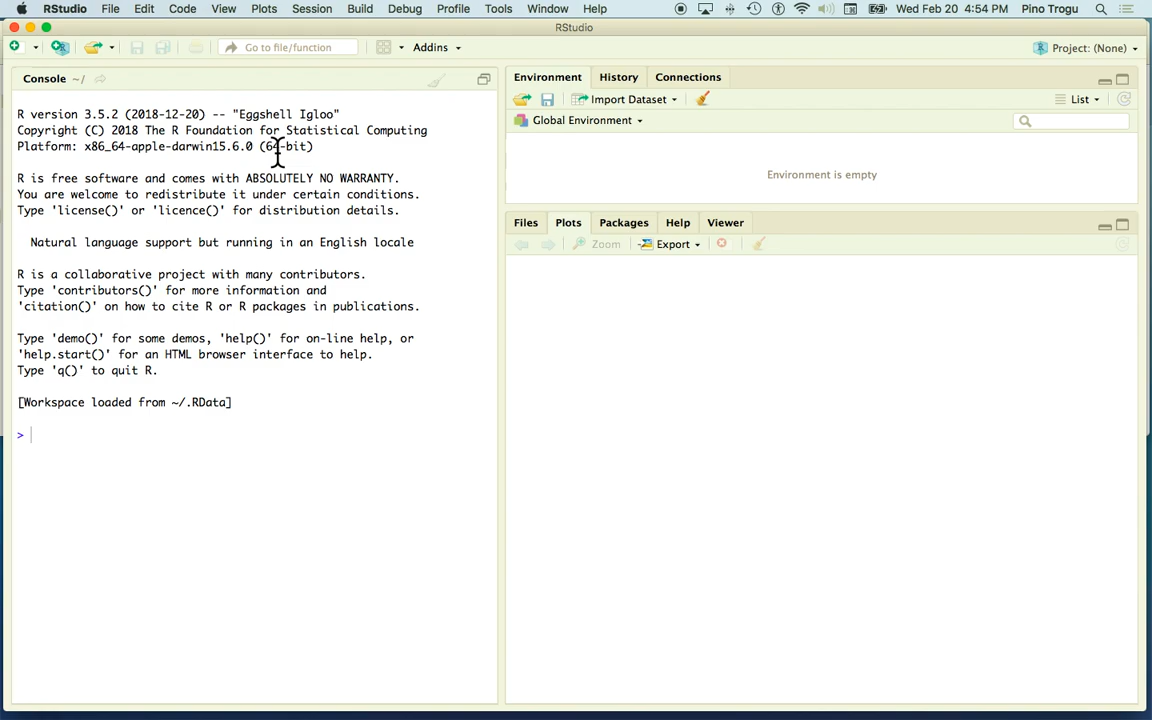 RStudio File Edit Code View Plots Session Build Debug Profile Tools Window Help Wed Feb 20 4:54 PM Pino Trogu
RStudio
Go to file/function Addins Project: (None)
Console ~/
R version 3.5.2 (2018-12-20) -- "Eggshell Igloo"
Copyright (C) 2018 The R Foundation for Statistical Computing
Platform: x86_64-apple-darwin15.6.0 (64-bit)
R is free software and comes with ABSOLUTELY NO WARRANTY.
You are welcome to redistribute it under certain conditions.
Type 'license()' or 'licence()' for distribution details.
Natural language support but running in an English locale
R is a collaborative project with many contributors.
Type 'contributors()' for more information and
'citation()' on how to cite R or R packages in publications.
Type 'demo()' for some demos, 'help()' for on-line help, or
'help.start()' for an HTML browser interface to help.
Type 'q()' to quit R.
[Workspace loaded from ~/.RData]
>
Environment History Connections
Import Dataset List
Global Environment
Environment is empty
Files Plots Packages Help Viewer
Zoom Export